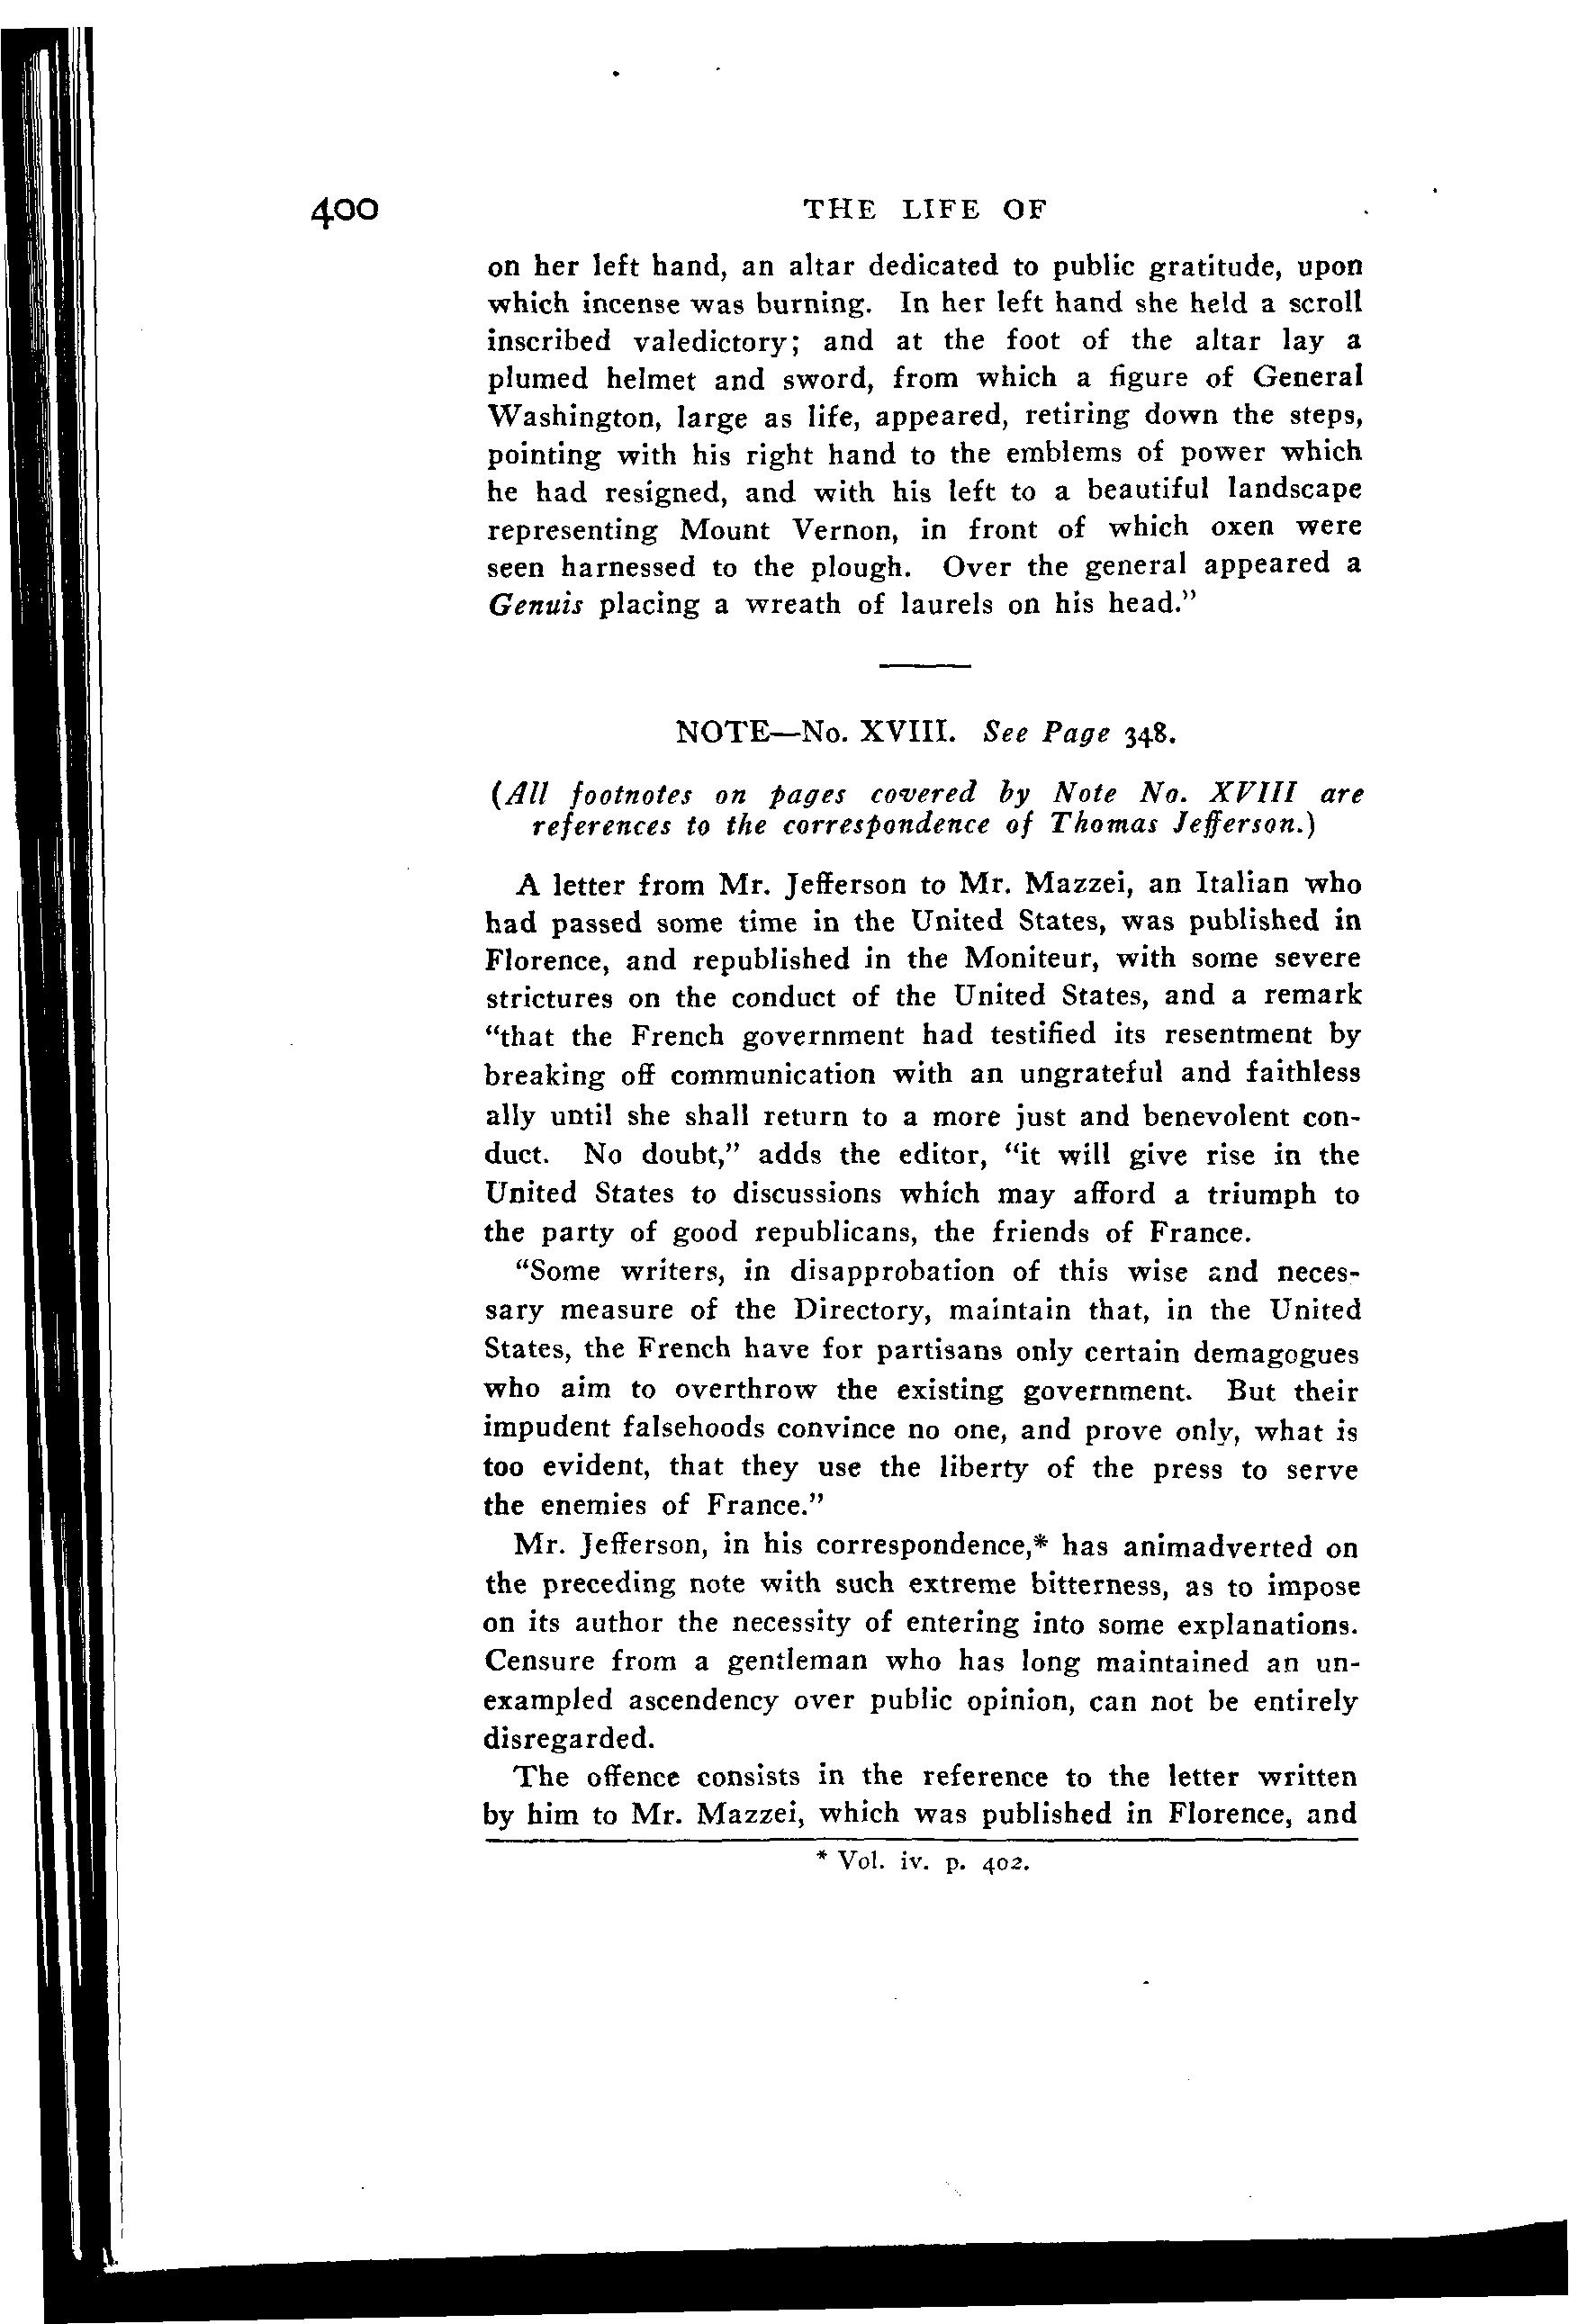 400
THE LIFE OF
on her left hand, an altar dedicated to public gratitude, upon
which incense was burning. In her left hand she held a scroll
inscribed valedictory; and at the foot of the altar lay a
plumed helmet and sword, from which a figure of General
Washington, large as life, appeared, retiring down the steps,
pointing with his right hand to the emblems of power which
he had resigned, and with his left to a beautiful landscape
representing Mount Vernon, in front of which oxen were
seen harnessed to the plough. Over the general appeared a
Genuis placing a wreath of laurels on his head."
NOTE—No. XVIII. See Page 348.
(All footnotes on pages covered by Note No. XVIII are
references to the correspondence of Thomas Jefferson.)
A letter from Mr. Jefferson to Mr. Mazzei, an Italian who
had passed some time in the United States, was published in
Florence, and republished in the Moniteur, with some severe
strictures on the conduct of the United States, and a remark
"that the French government had testified its resentment by
breaking off communication with an ungrateful and faithless
ally until she shall return to a more just and benevolent con-
duct. No doubt," adds the editor, "it will give rise in the
United States to discussions which may afford a triumph to
the party of good republicans, the friends of France.
"Some writers, in disapprobation of this wise and neces-
sary measure of the Directory, maintain that, in the United
States, the French have for partisans only certain demagogues
who aim to overthrow the existing government. But their
impudent falsehoods convince no one, and prove only, what is
too evident, that they use the liberty of the press to serve
the enemies of France."
Mr. Jefferson, in his correspondence,* has animadverted on
the preceding note with such extreme bitterness, as to impose
on its author the necessity of entering into some explanations.
Censure from a gentleman who has long maintained an un-
exampled ascendency over public opinion, can not be entirely
disregarded.
The offence consists in the reference to the letter written
by him to Mr. Mazzei, which was published in Florence, and
* Vol. iv. p. 402.